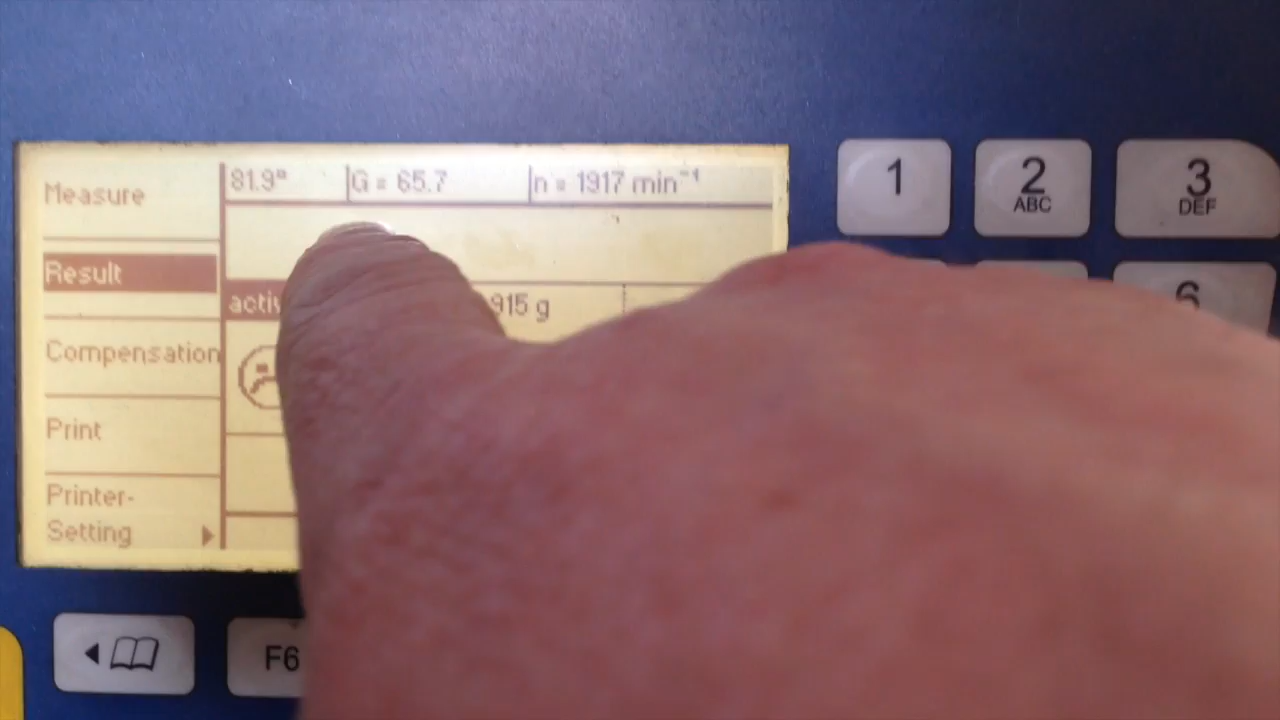 Measure
81.9°
G = 65.7
n = 1917 min⁻¹
Result
915 g
Compensation
Print
Printer-
Setting
1
2
ABC
3
DEF
6
F6